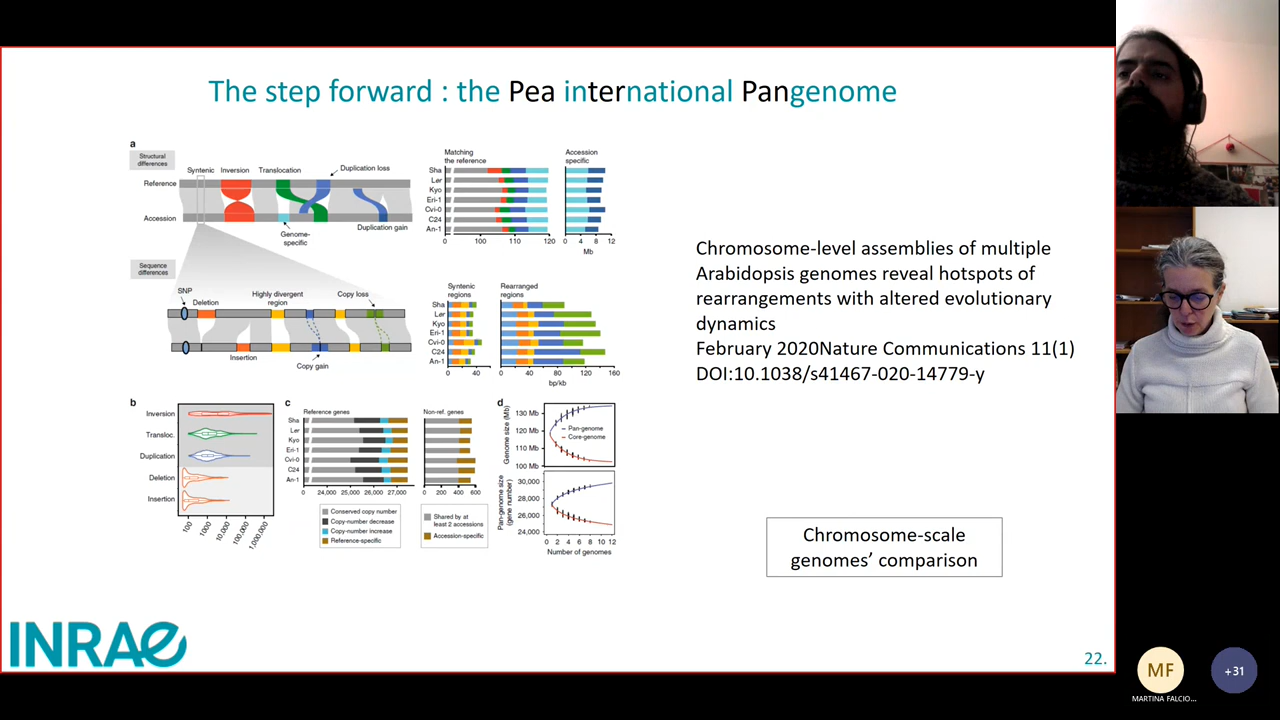 The step forward : the Pea international Pangenome
a
Structural differences
Syntenic
Inversion
Translocation
Duplication loss
Reference
Accession
Genome-specific
Duplication gain
Matching the reference
Accession specific
Sha
Ler
Kyo
Eri-1
Cvi-0
C24
An-1
0 100 110 120
0 4 8 12
Mb
Sequence differences
SNP
Deletion
Highly divergent region
Copy loss
Insertion
Copy gain
Syntenic regions
Rearranged regions
Sha
Ler
Kyo
Eri-1
Cvi-0
C24
An-1
0 40
0 40 80 120 160
bp/kb
b
Inversion
Transloc.
Duplication
Deletion
Insertion
100
1000
10,000
100,000
1,000,000
c
Reference genes
Non-ref. genes
Sha
Ler
Kyo
Eri-1
Cvi-0
C24
An-1
0 24,000 25,000 26,000 27,000
0 200 400 600
Conserved copy number
Copy-number decrease
Copy-number increase
Reference-specific
Shared by at least 2 accessions
Accession-specific
d
Genome size (Mb)
130 Mb
120 Mb
110 Mb
100 Mb
Pan-genome
Core-genome
Pan-genome size (gene number)
30,000
28,000
26,000
24,000
0 2 4 6 8 10 12
Number of genomes
Chromosome-level assemblies of multiple
Arabidopsis genomes reveal hotspots of
rearrangements with altered evolutionary
dynamics
February 2020Nature Communications 11(1)
DOI:10.1038/s41467-020-14779-y
Chromosome-scale
genomes’ comparison
INRAE
22.
MF
MARTINA FALCIO...
+31